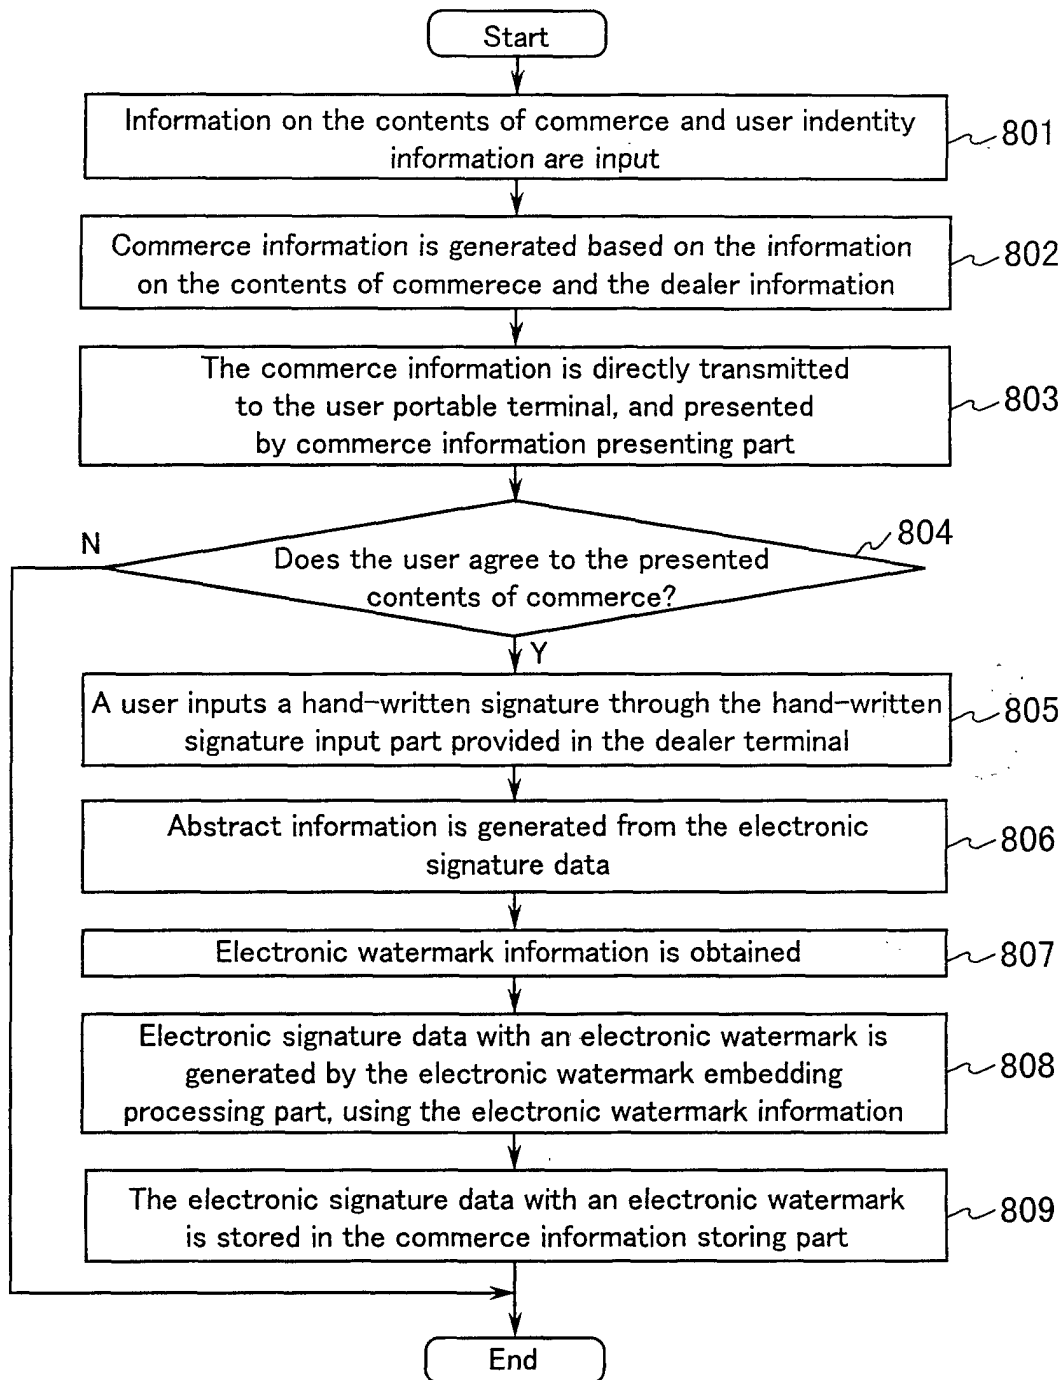 Start
Information on the contents of commerce and user indentity
information are input
801
Commerce information is generated based on the information
on the contents of commerece and the dealer information
802
The commerce information is directly transmitted
to the user portable terminal, and presented
by commerce information presenting part
803
N
804
Does the user agree to the presented
contents of commerce?
Y
A user inputs a hand-written signature through the hand-written
signature input part provided in the dealer terminal
805
Abstract information is generated from the electronic
signature data
806
Electronic watermark information is obtained
807
Electronic signature data with an electronic watermark is
generated by the electronic watermark embedding
processing part, using the electronic watermark information
808
The electronic signature data with an electronic watermark
is stored in the commerce information storing part
809
End